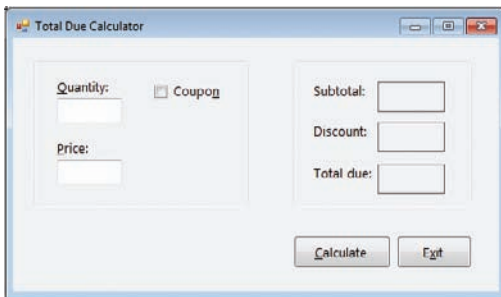 Total Due Calculator
Quantity:
Coupon
Price:
Subtotal:
Discount:
Total due:
Calculate
Exit